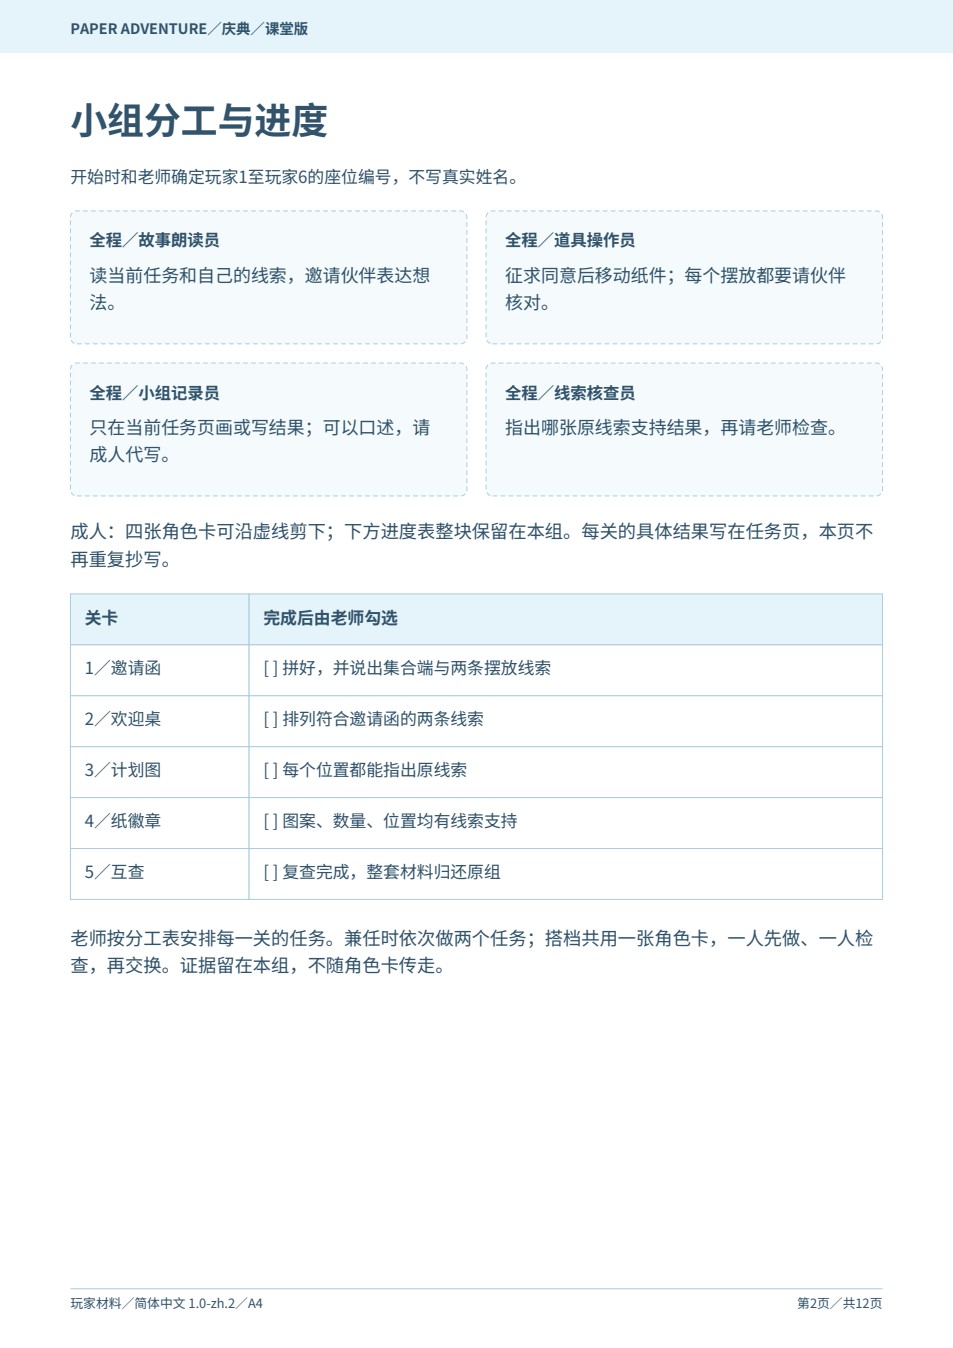 PAPER ADVENTURE／庆典／课堂版
小组分工与进度
开始时和老师确定玩家1至玩家6的座位编号，不写真实姓名。
全程／故事朗读员
读当前任务和自己的线索，邀请伙伴表达想
法。
全程／道具操作员
征求同意后移动纸件；每个摆放都要请伙伴
核对。
全程／小组记录员
只在当前任务页画或写结果；可以口述，请
成人代写。
全程／线索核查员
指出哪张原线索支持结果，再请老师检查。
成人：四张角色卡可沿虚线剪下；下方进度表整块保留在本组。每关的具体结果写在任务页，本页不
再重复抄写。
关卡 完成后由老师勾选
1／邀请函 [ ] 拼好，并说出集合端与两条摆放线索
2／欢迎桌 [ ] 排列符合邀请函的两条线索
3／计划图 [ ] 每个位置都能指出原线索
4／纸徽章 [ ] 图案、数量、位置均有线索支持
5／互查 [ ] 复查完成，整套材料归还原组
老师按分工表安排每一关的任务。兼任时依次做两个任务；搭档共用一张角色卡，一人先做、一人检
查，再交换。证据留在本组，不随角色卡传走。
玩家材料／简体中文 1.0-zh.2／A4
第2页／共12页